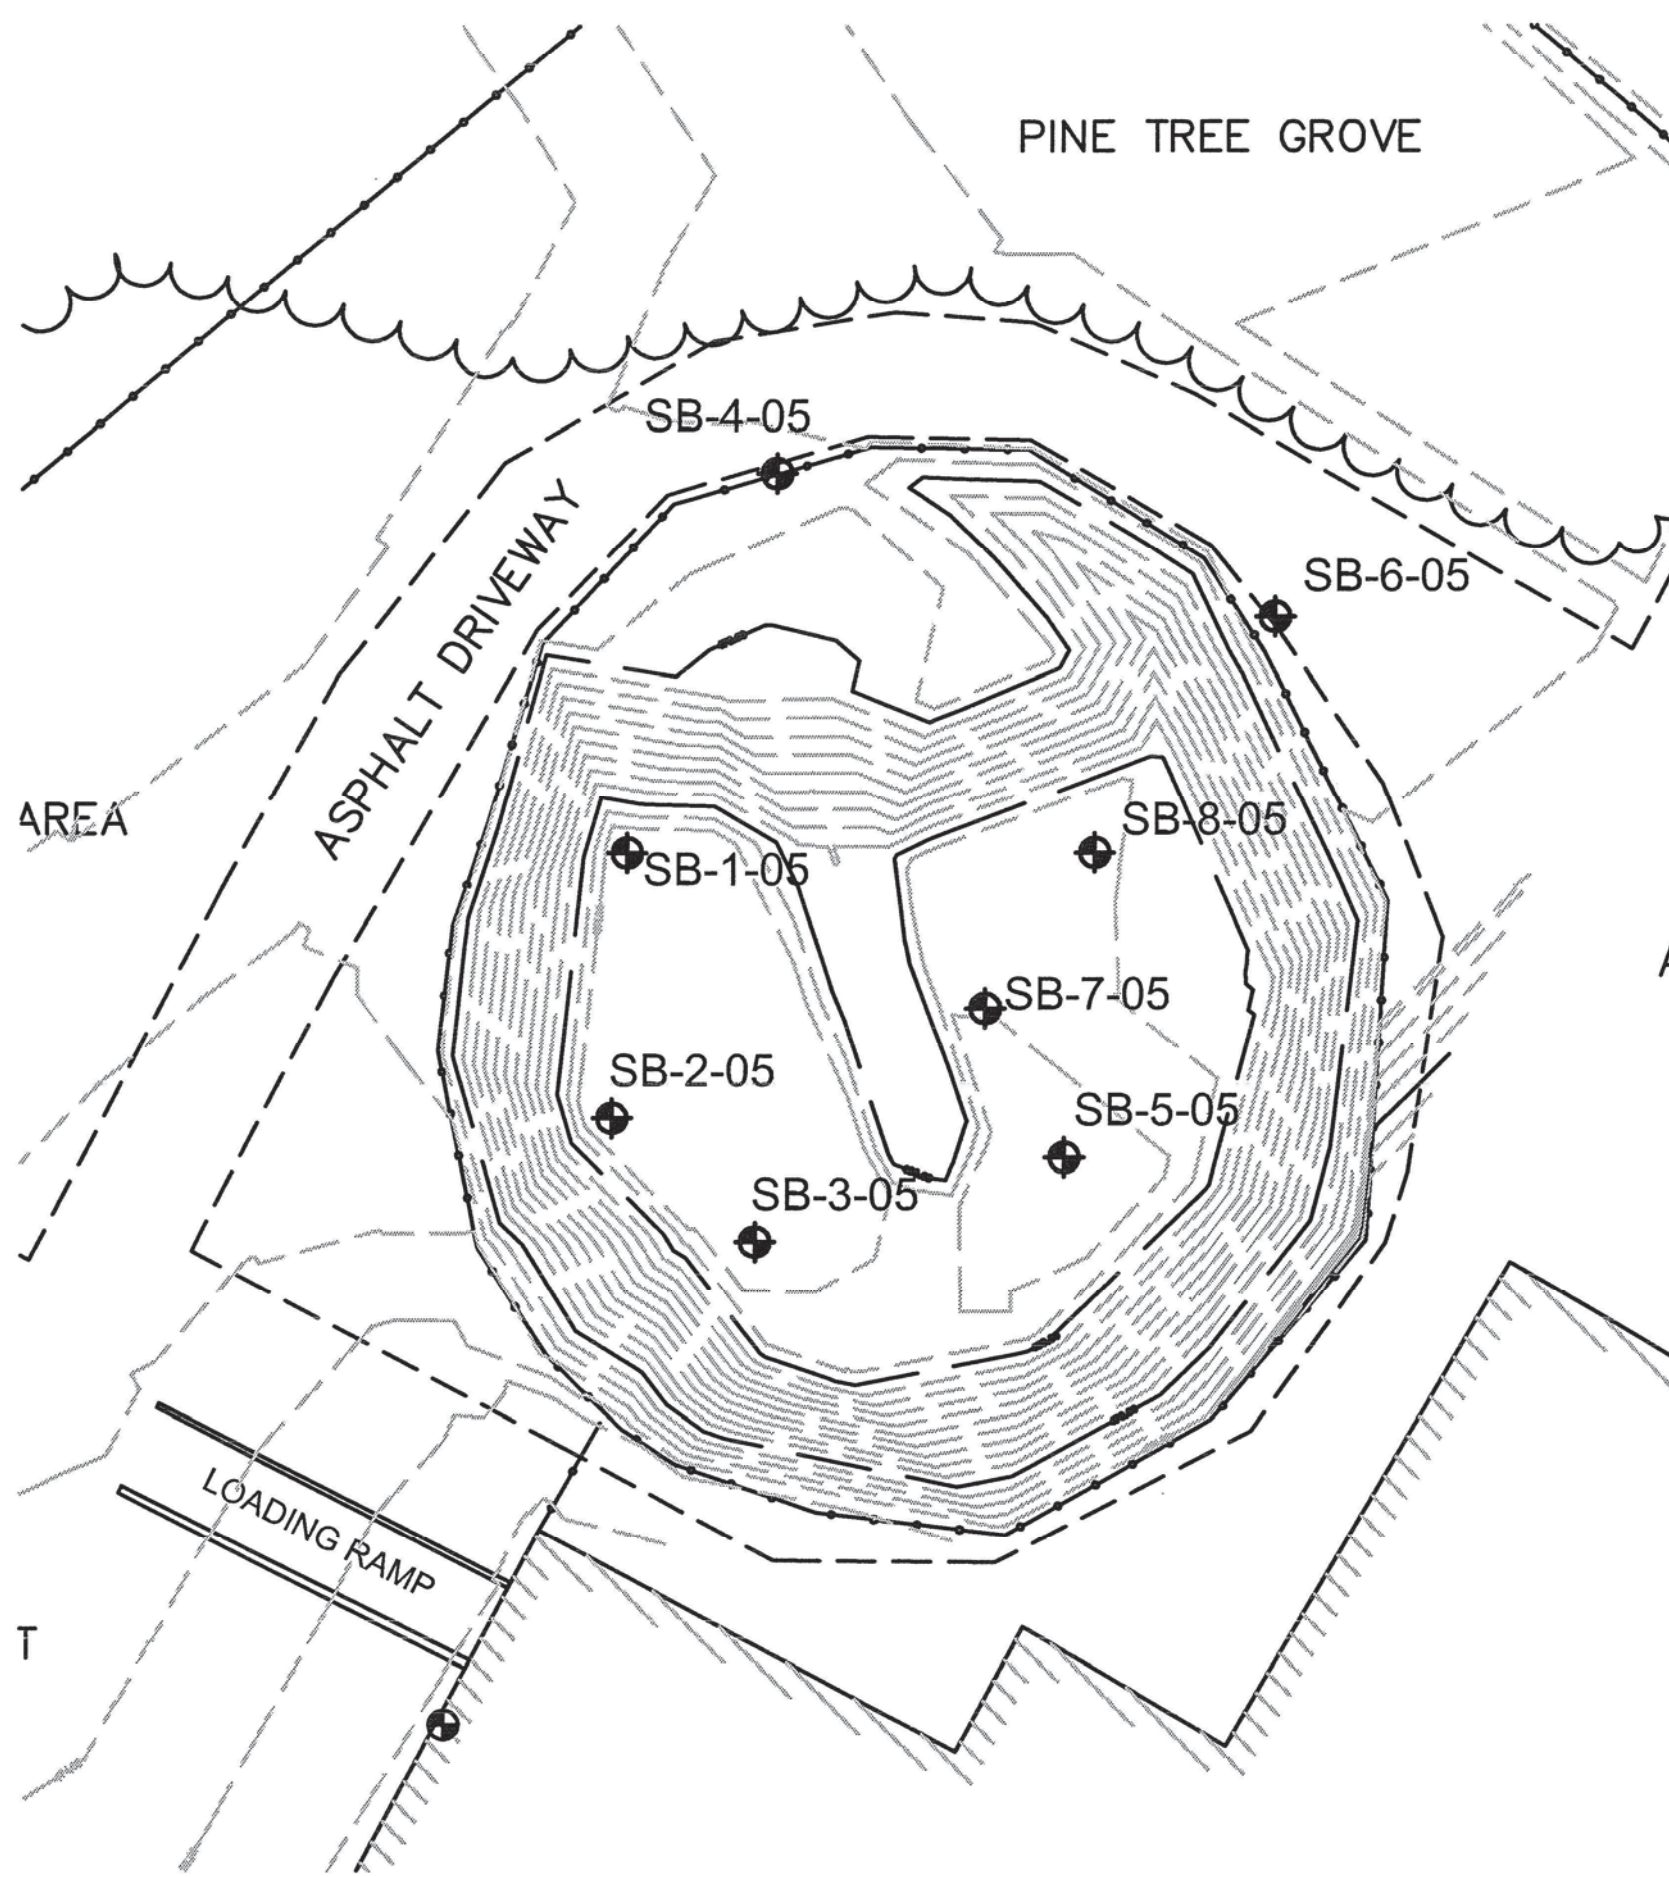 PINE TREE GROVE
SB-4-05
SB-6-05
ASPHALT DRIVEWAY
AREA
SB-8-05
SB-1-05
SB-7-05
SB-2-05
SB-5-05
SB-3-05
LOADING RAMP
T